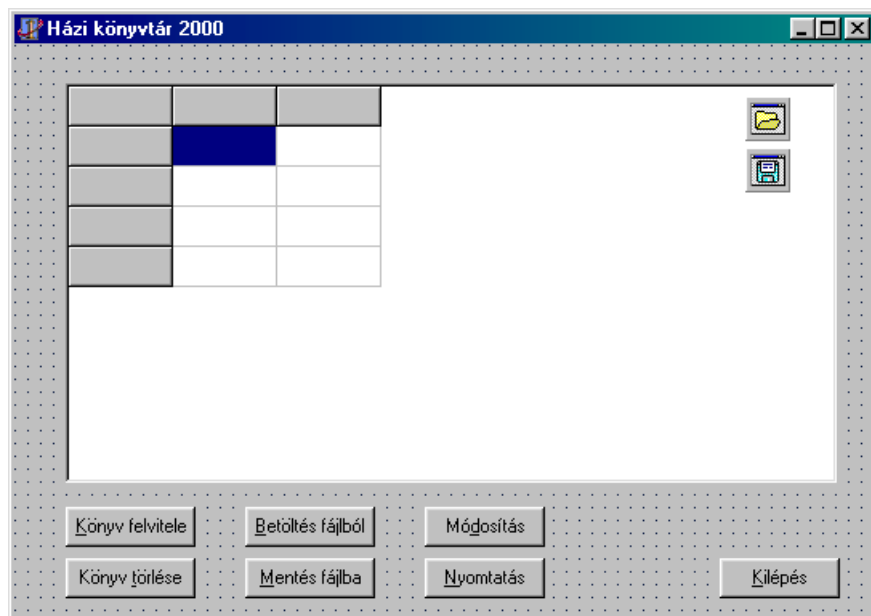 Házi könyvtár 2000
Könyv felvitele Betöltés fájlból Módosítás
Könyv törlése Mentés fájlba Nyomtatás Kilépés